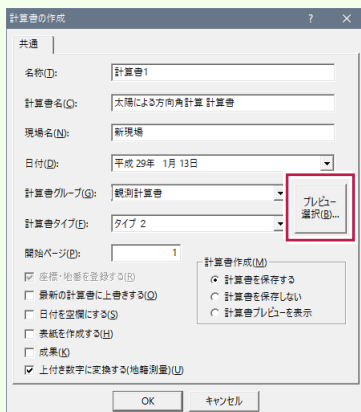 計算書の作成
共通
名称(T): 計算書1
計算書名(C): 太陽による方向角計算 計算書
現場名(N): 新現場
日付(D): 平成 29年 1月 13日
計算書グループ(G): 観測計算書
プレビュー
選択(B)...
計算書タイプ(F): タイプ 2
開始ページ(P): 1
計算書作成(M)
座標・地番を登録する(R)
計算書を保存する
最新の計算書に上書きする(O)
計算書を保存しない
日付を空欄にする(S)
計算書プレビューを表示
表紙を作成する(H)
成果(K)
上付き数字に変換する(地籍測量)(U)
OK キャンセル